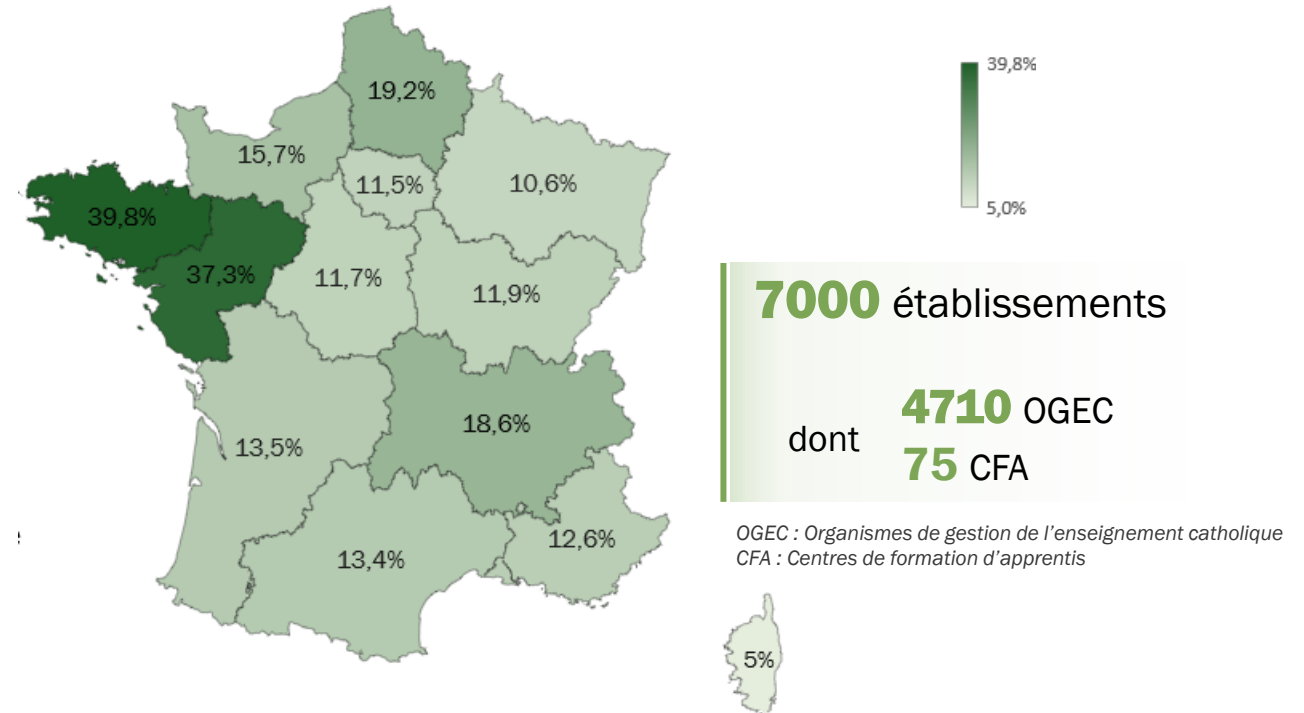 39,8%
5,0%
19,2%
15,7%
11,5%
10,6%
39,8%
37,3%
11,7%
11,9%
18,6%
13,5%
12,6%
13,4%
5%
7000 établissements
dont
4710 OGEC
75 CFA
OGEC : Organismes de gestion de l'enseignement catholique
CFA : Centres de formation d'apprentis